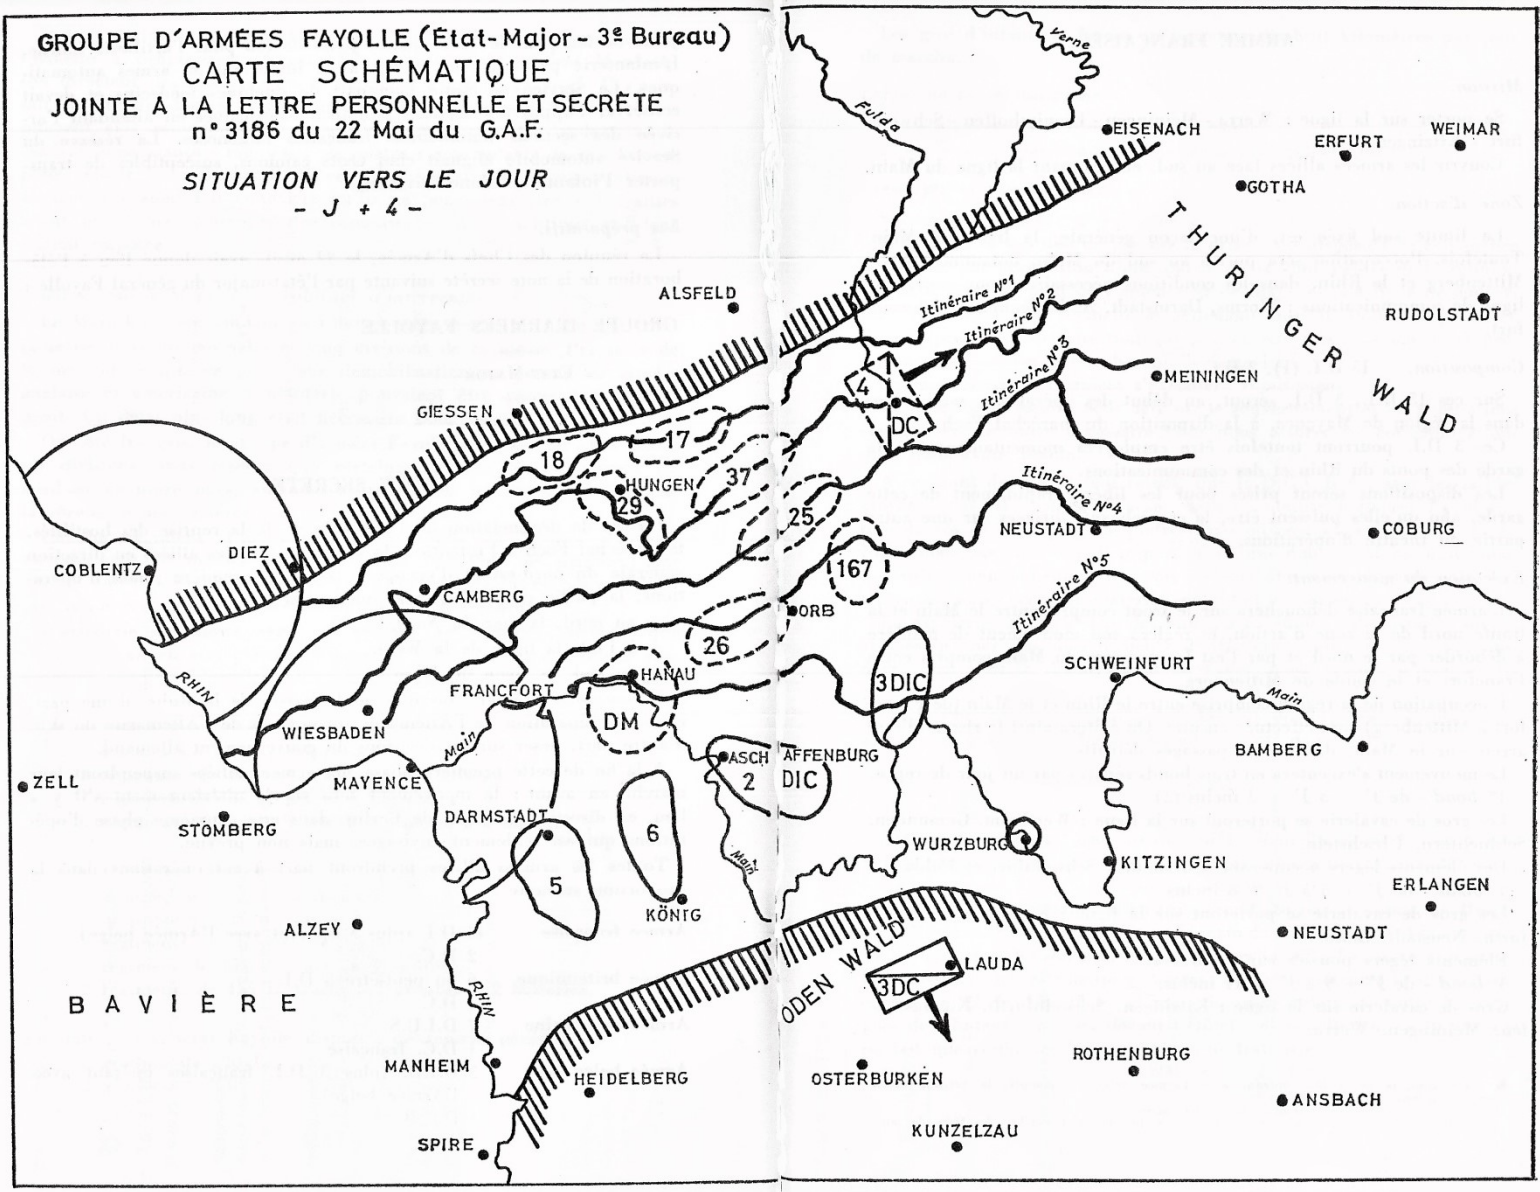 GROUPE D'ARMÉES FAYOLLE (État-Major - 3e Bureau)
CARTE SCHÉMATIQUE
JOINTE A LA LETTRE PERSONNELLE ET SECRÈTE
n° 3186 du 22 Mai du G.A.F.
SITUATION VERS LE JOUR
- J + 4 -
Verne
Fulda
EISENACH
ERFURT
WEIMAR
GOTHA
THURINGER WALD
ALSFELD
Itinéraire N°1
Itinéraire N°2
RUDOLSTADT
Itinéraire N°3
MEININGEN
4
DC
GIESSEN
17
18
37
HUNGEN
29
25
Itinéraire N°4
NEUSTADT
COBURG
DIEZ
COBLENTZ
167
Itinéraire N°5
CAMBERG
ORB
26
SCHWEINFURT
RHIN
HANAU
FRANCFORT
3DIC
Main
DM
WIESBADEN
Main
BAMBERG
ASCHAFFENBURG
2 DIC
ZELL
MAYENCE
DARMSTADT
STOMBERG
6
WURZBURG
KITZINGEN
Main
5
ERLANGEN
KÖNIG
ALZEY
NEUSTADT
ODEN WALD
LAUDA
3DC
BAVIÈRE
RHIN
ROTHENBURG
MANHEIM
HEIDELBERG
OSTERBURKEN
ANSBACH
KUNZELZAU
SPIRE